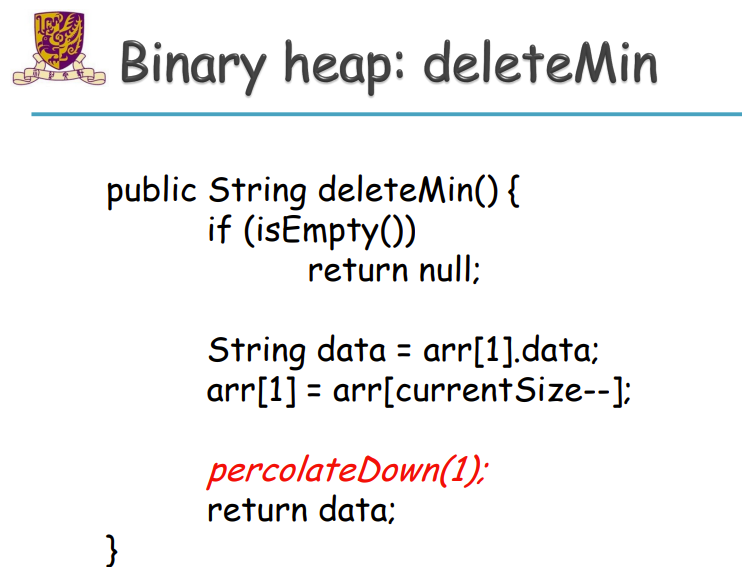 Binary heap: deleteMin
public String deleteMin() {
if (isEmpty())
return null;
String data = arr[1].data;
arr[1] = arr[currentSize--];
percolateDown(1);
return data;
}